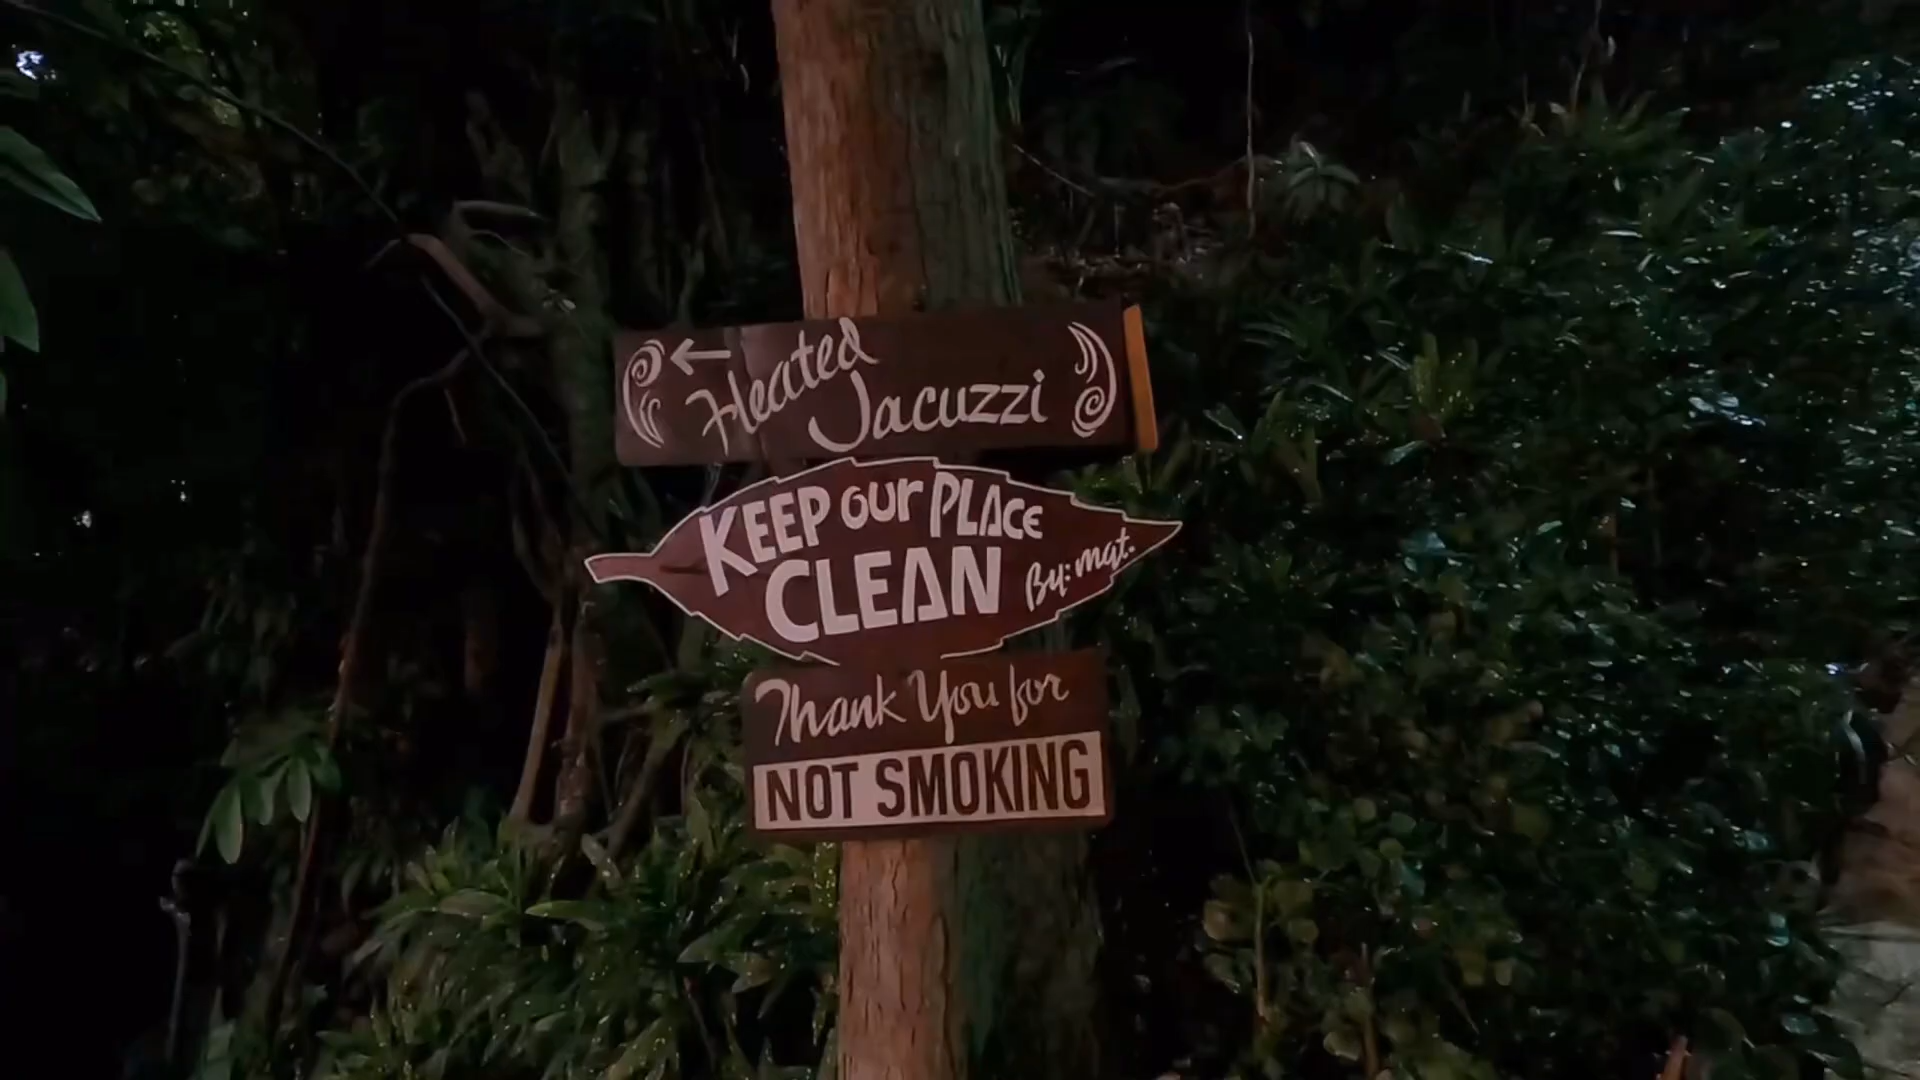 ← Heated
Jacuzzi
KEEP our PLACE
CLEAN
By: mat.
Thank You for
NOT SMOKING